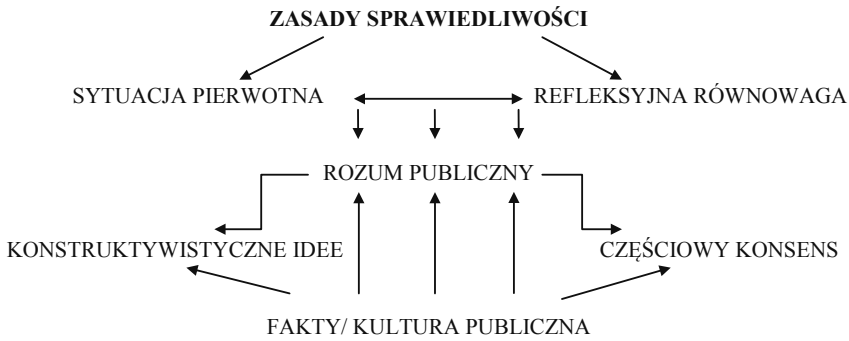 ZASADY SPRAWIEDLIWOŚCI
SYTUACJA PIERWOTNA
REFLEKSYJNA RÓWNOWAGA
ROZUM PUBLICZNY
KONSTRUKTYWISTYCZNE IDEE
CZĘŚCIOWY KONSENS
FAKTY/ KULTURA PUBLICZNA